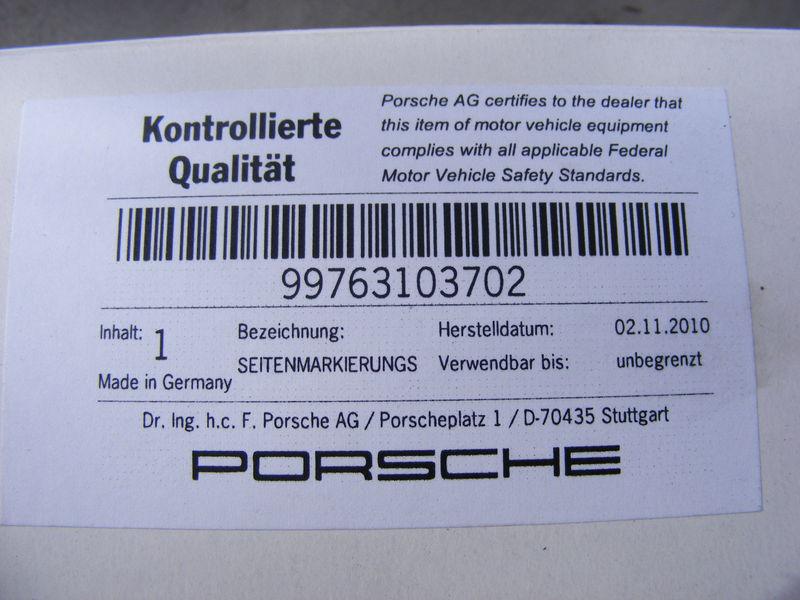 Kontrollierte
Qualität
Porsche AG certifies to the dealer that
this item of motor vehicle equipment
complies with all applicable Federal
Motor Vehicle Safety Standards.
99763103702
Inhalt: 1
Bezeichnung:
Herstelldatum: 02.11.2010
SEITENMARKIERUNGS
Verwendbar bis: unbegrenzt
Made in Germany
Dr. Ing. h.c. F. Porsche AG / Porscheplatz 1 / D-70435 Stuttgart
PORSCHE